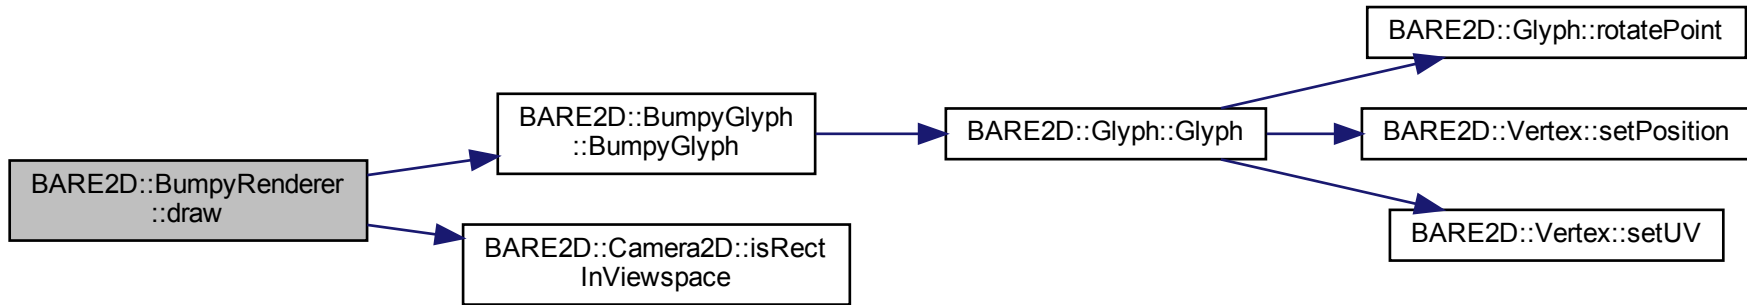 BARE2D::BumpyRenderer
::draw
BARE2D::BumpyGlyph
::BumpyGlyph
BARE2D::Camera2D::isRect
InViewspace
BARE2D::Glyph::Glyph
BARE2D::Glyph::rotatePoint
BARE2D::Vertex::setPosition
BARE2D::Vertex::setUV